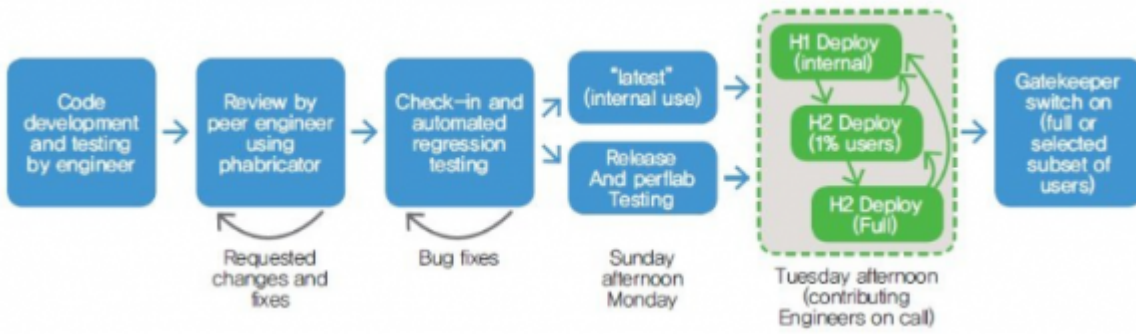 Code
development
and testing
by engineer
Review by
peer engineer
using
phabricator
Requested
changes and
fixes
Check-in and
automated
regression
testing
Bug fixes
"latest"
(internal use)
Release
And perflab
Testing
Sunday
afternoon
Monday
H1 Deploy
(internal)
H2 Deploy
(1% users)
H2 Deploy
(Full)
Tuesday afternoon
(contributing
Engineers on call)
Gatekeeper
switch on
(full or
selected
subset of
users)